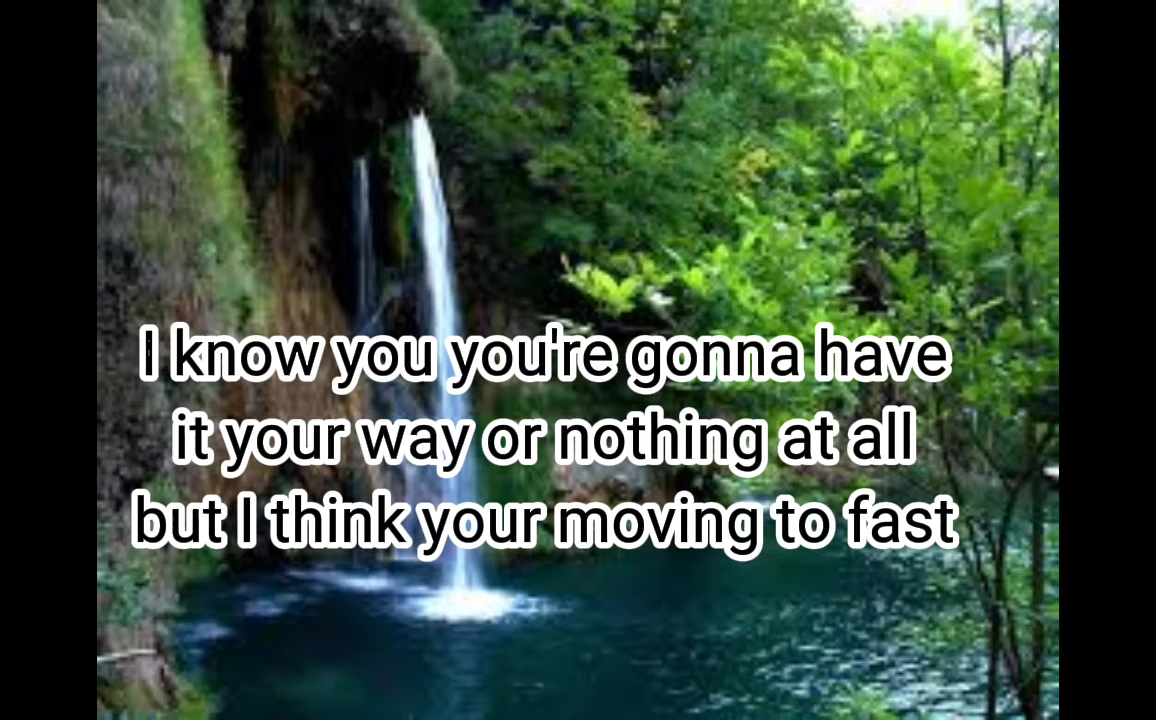 I know you you're gonna have
it your way or nothing at all
but I think your moving to fast